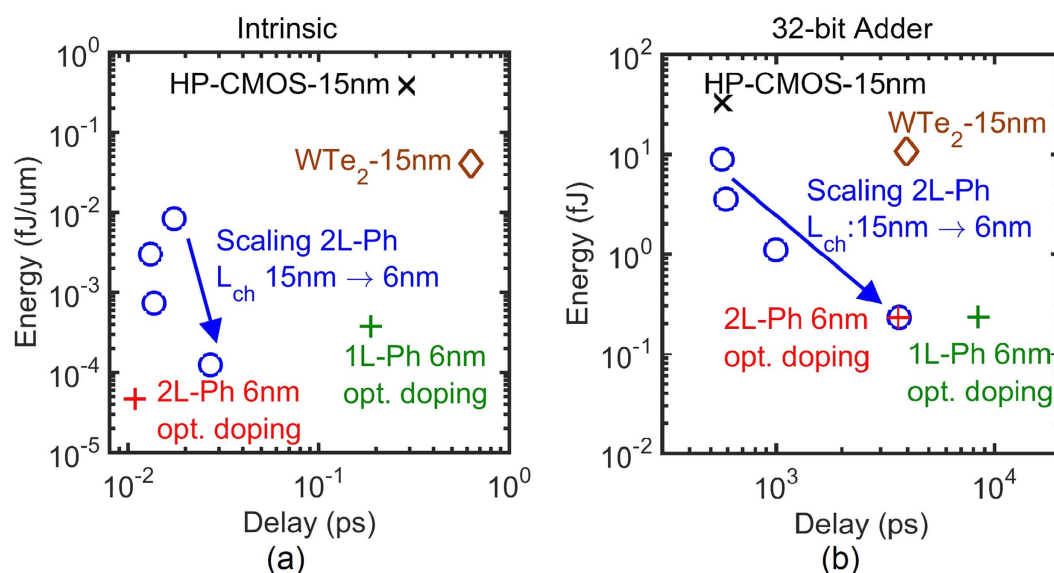 Intrinsic
Energy (fJ/um)
10^0
10^-1
10^-2
10^-3
10^-4
10^-5
HP-CMOS-15nm
WTe_2-15nm
Scaling 2L-Ph
L_ch 15nm → 6nm
1L-Ph 6nm
opt. doping
2L-Ph 6nm
opt. doping
10^-2
10^-1
10^0
Delay (ps)
(a)
32-bit Adder
Energy (fJ)
10^2
10^1
10^0
10^-1
10^-2
HP-CMOS-15nm
WTe_2-15nm
Scaling 2L-Ph
L_ch:15nm → 6nm
2L-Ph 6nm
opt. doping
1L-Ph 6nm
opt. doping
10^3
10^4
Delay (ps)
(b)